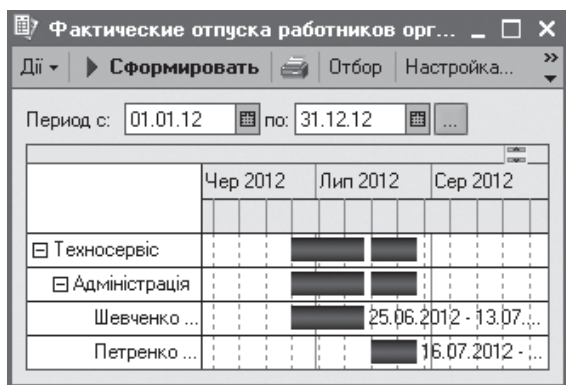 Фактические отпуска работников орг...
Дії Сформировать Отбор Настройка... »
Период с: 01.01.12 по: 31.12.12 ...
Чер 2012 Лип 2012 Сер 2012
Техносервіс
Адміністрація
Шевченко ... 25.06.2012 - 13.07....
Петренко ... 16.07.2012 - ...